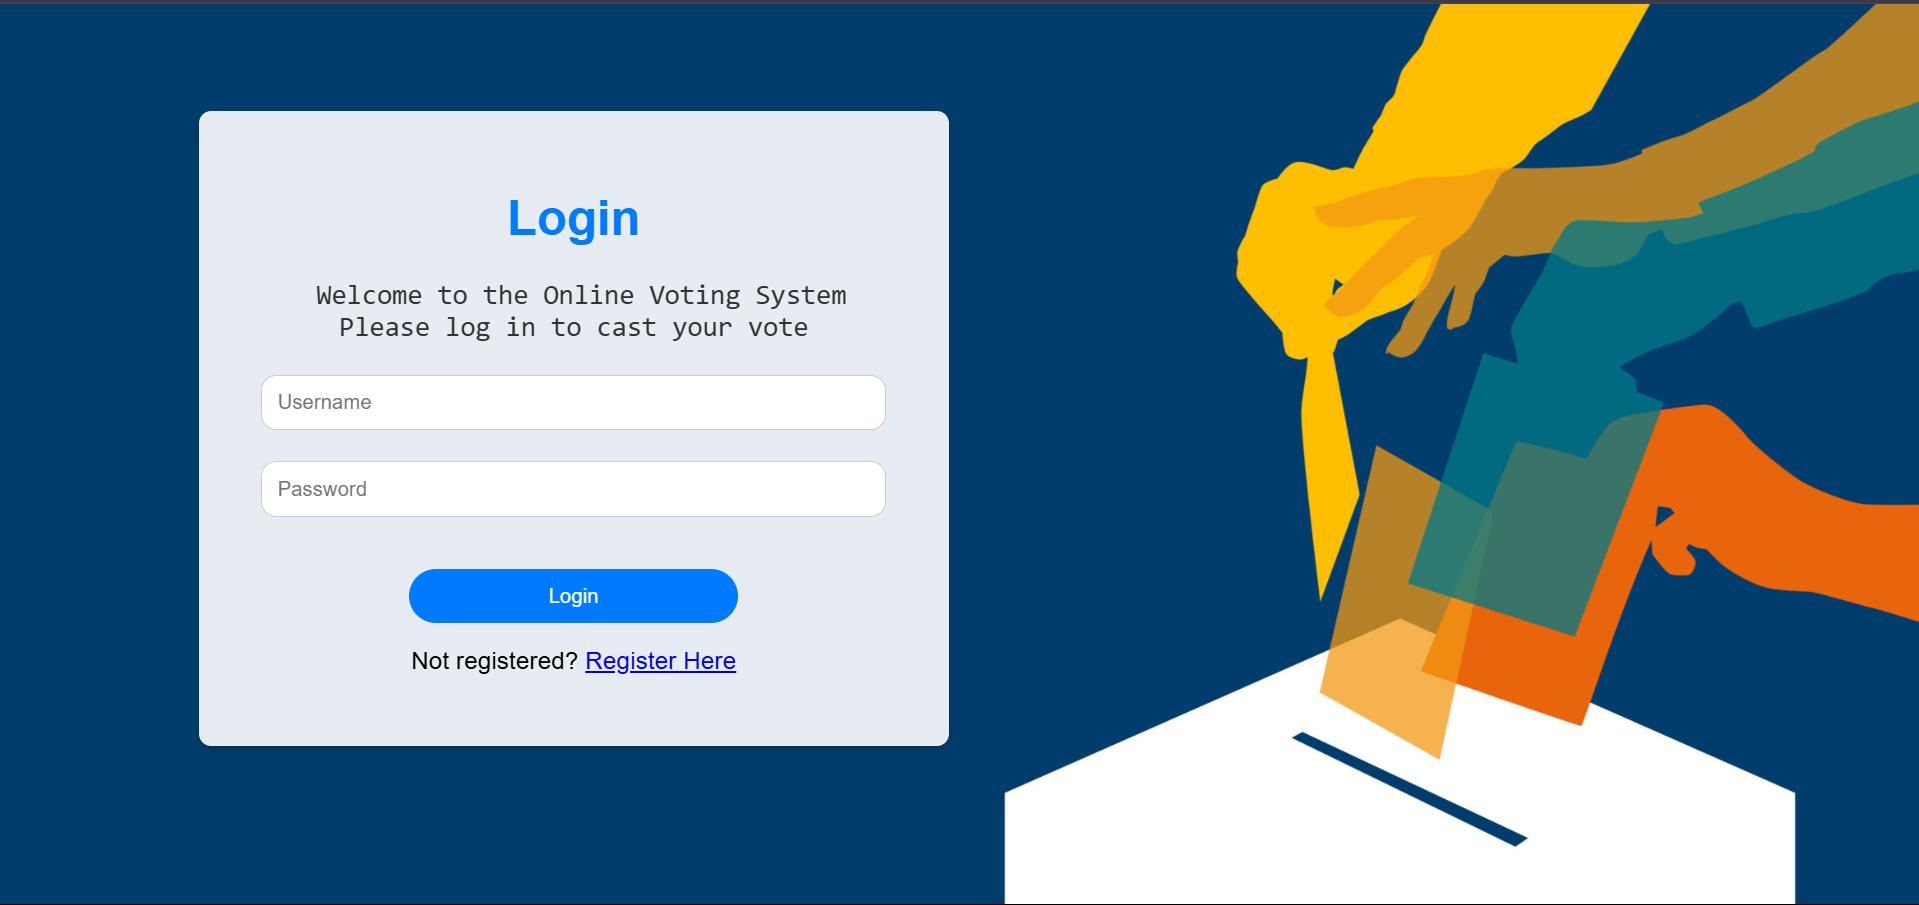 Login
Welcome to the Online Voting System
Please log in to cast your vote
Username
Password
Login
Not registered? Register Here